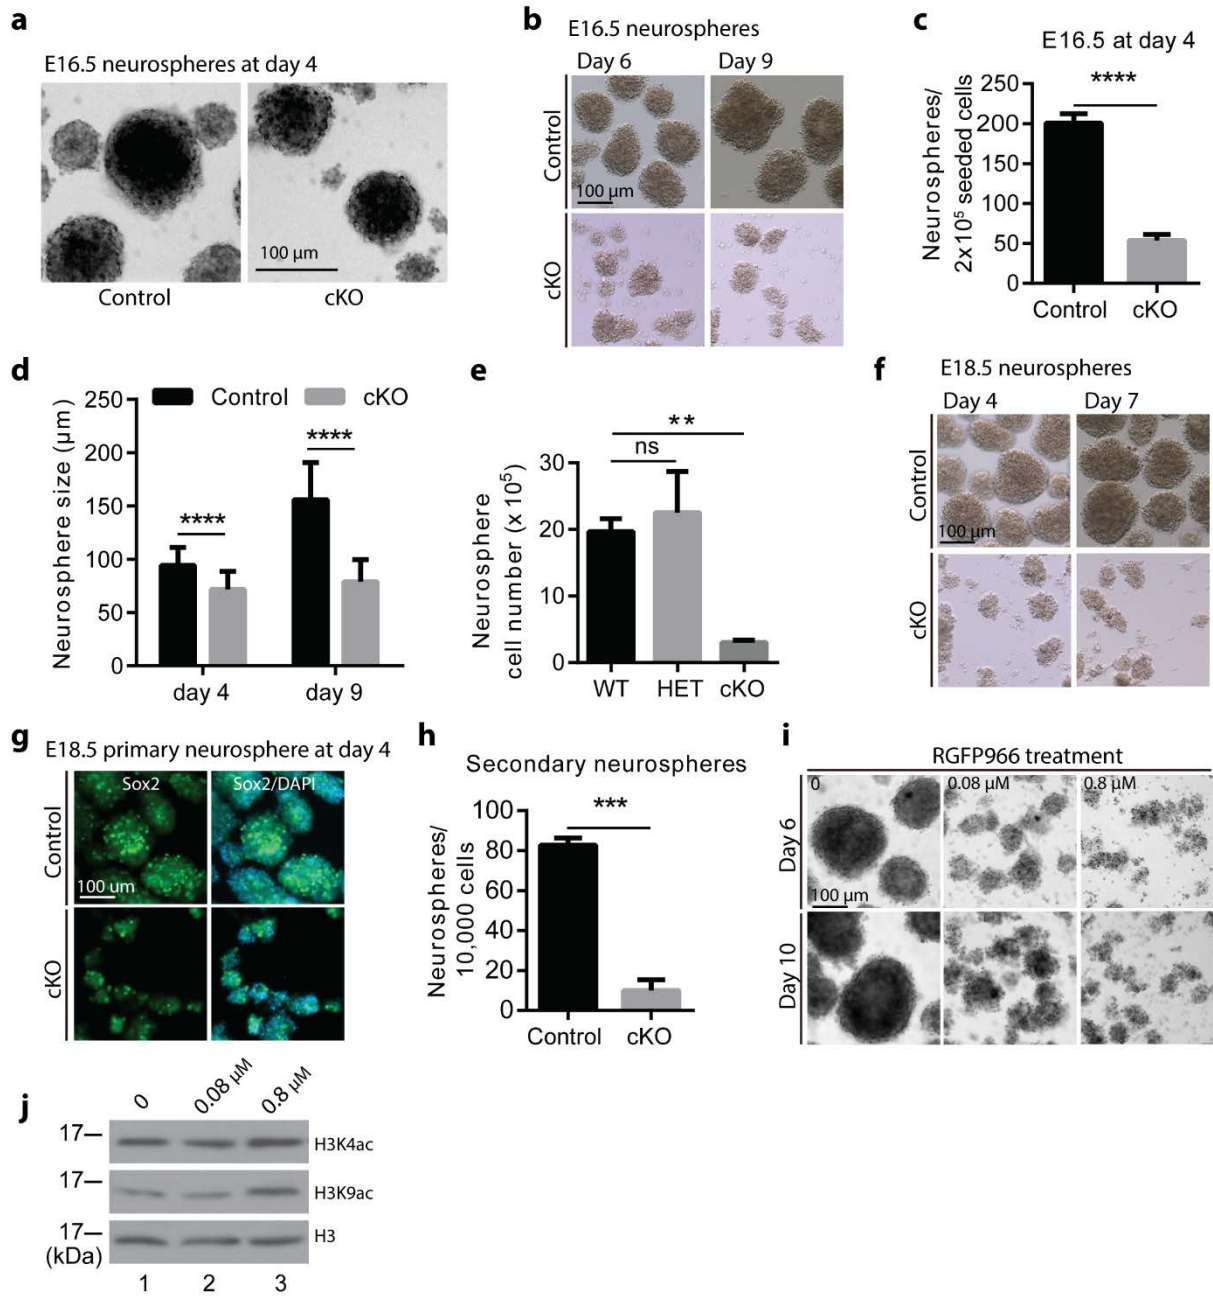 a
E16.5 neurospheres at day 4
100 µm
Control
cKO
b
E16.5 neurospheres
Day 6
Day 9
Control
100 µm
cKO
c
E16.5 at day 4
****
Neurospheres/
2x10⁵ seeded cells
250
200
150
100
50
0
Control
cKO
d
Control
cKO
Neurosphere size (µm)
250
200
150
100
50
0
****
****
day 4
day 9
e
**
ns
Neurosphere
cell number (x 10⁵)
30
20
10
0
WT
HET
cKO
f
E18.5 neurospheres
Day 4
Day 7
Control
100 µm
cKO
g
E18.5 primary neurosphere at day 4
Sox2
Sox2/DAPI
Control
100 um
cKO
h
Secondary neurospheres
***
Neurospheres/
10,000 cells
100
80
60
40
20
0
Control
cKO
i
RGFP966 treatment
0
0.08 µM
0.8 µM
Day 6
100 µm
Day 10
j
0
0.08 µM
0.8 µM
17
H3K4ac
17
H3K9ac
17
H3
(kDa)
1
2
3